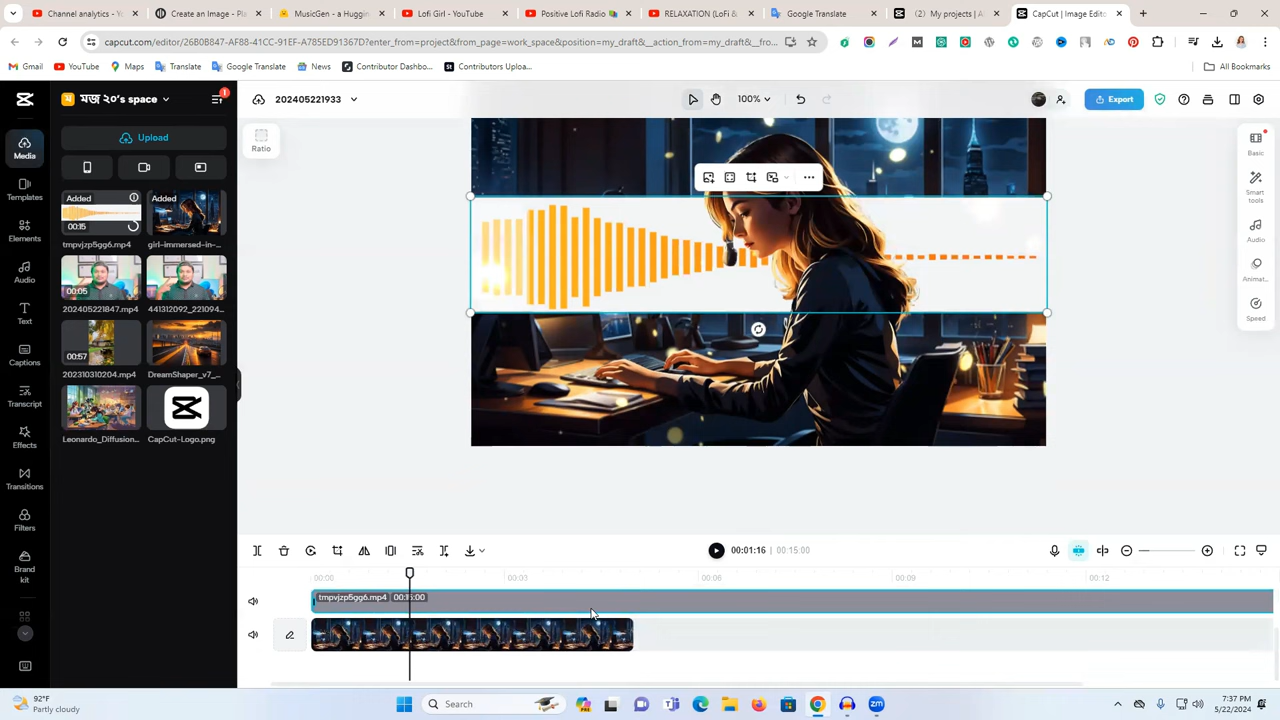 Channel analytics - YouTu
Create an Image - Pla
MusicGen - a Hugging
Lofi Girl - YouTube
Positive Lofi Radio
RELAXATION (LoFi &
Google Translate
(2) My projects | A
CapCut | Image Edito
capcut.com/editor/26B0B847-AF88-41CC-91EF-A785ED91367D?enter_from=project&from_page=work_space&position=my_draft&__action_from=my_draft&__fro...
Gmail
YouTube
Maps
Translate
Google Translate
News
Contributor Dashbo...
Contributors Uploa...
All Bookmarks
মজ ২০'s space
1
202405221933
100%
Export
Media
Upload
Ratio
Basic
Templates
Added
00:15
Added
Smart
tools
tmpvjzp5gg6.mp4
girl-immersed-in-...
Elements
Audio
Audio
00:05
202405221847.mp4
441312092_221094...
Animat...
Text
Speed
00:57
Captions
20231031 0204.mp4
DreamShaper_v7_...
Transcript
Leonardo_Diffusion...
CapCut-Logo.png
Effects
Transitions
Filters
Brand
kit
00:01:16 | 00:15:00
00:00
00:03
00:06
00:09
00:12
tmpvjzp5gg6.mp4 00:15:00
92°F
Partly cloudy
Search
7:37 PM
5/22/2024